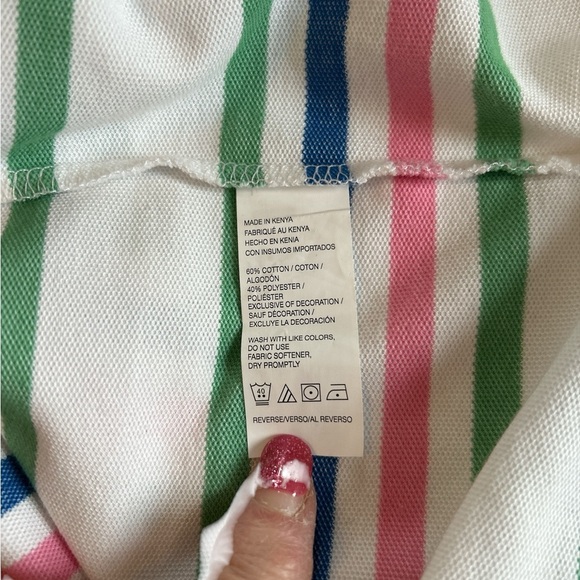 MADE IN KENYA
FABRIQUÉ AU KENYA
HECHO EN KENIA
CON INSUMOS IMPORTADOS
60% COTTON / COTON /
ALGODÓN
40% POLYESTER /
POLIÉSTER
EXCLUSIVE OF DECORATION /
SAUF DÉCORATION /
EXCLUYE LA DECORACIÓN
WASH WITH LIKE COLORS,
DO NOT USE
FABRIC SOFTENER,
DRY PROMPTLY
40
REVERSE/VERSO/AL REVERSO